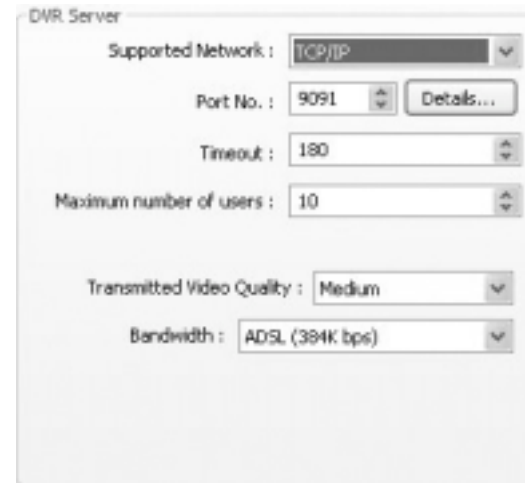 DVR Server
Supported Network : TCP/IP
Port No. : 9091 Details...
Timeout : 180
Maximum number of users : 10
Transmitted Video Quality : Medium
Bandwidth : ADSL (384K bps)